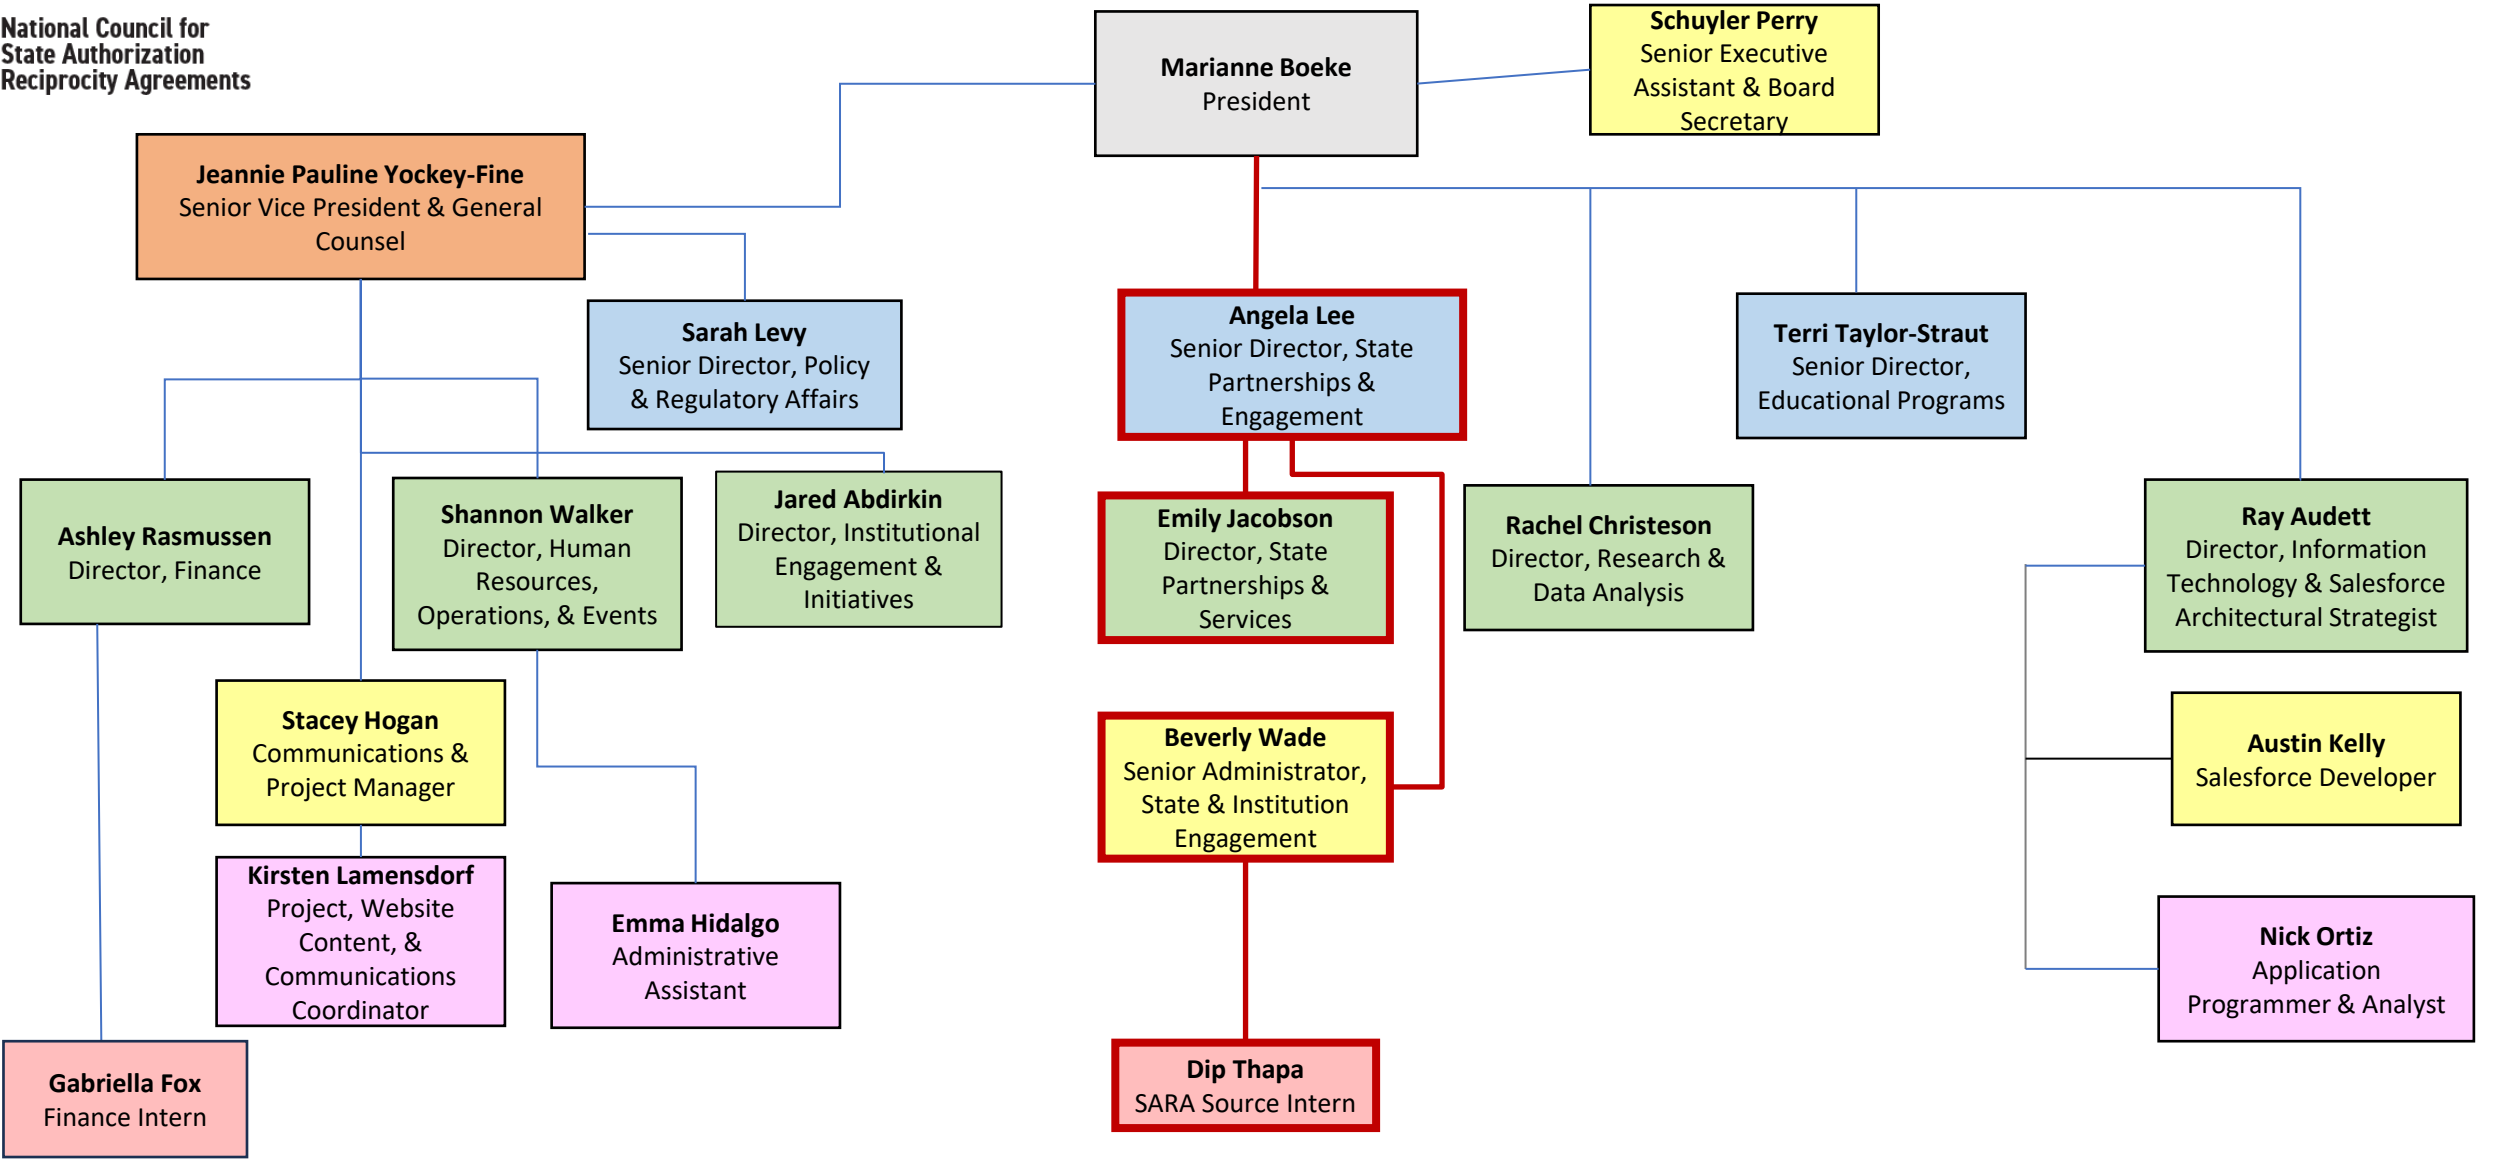 National Council for
State Authorization
Reciprocity Agreements
Marianne Boeke
President
Schuyler Perry
Senior Executive
Assistant & Board
Secretary
Jeannie Pauline Yockey-Fine
Senior Vice President & General
Counsel
Sarah Levy
Senior Director, Policy
& Regulatory Affairs
Angela Lee
Senior Director, State
Partnerships &
Engagement
Terri Taylor-Straut
Senior Director,
Educational Programs
Ashley Rasmussen
Director, Finance
Shannon Walker
Director, Human
Resources,
Operations, & Events
Jared Abdirkin
Director, Institutional
Engagement &
Initiatives
Emily Jacobson
Director, State
Partnerships &
Services
Rachel Christeson
Director, Research &
Data Analysis
Ray Audett
Director, Information
Technology & Salesforce
Architectural Strategist
Stacey Hogan
Communications &
Project Manager
Beverly Wade
Senior Administrator,
State & Institution
Engagement
Austin Kelly
Salesforce Developer
Kirsten Lamensdorf
Project, Website
Content, &
Communications
Coordinator
Emma Hidalgo
Administrative
Assistant
Nick Ortiz
Application
Programmer & Analyst
Gabriella Fox
Finance Intern
Dip Thapa
SARA Source Intern